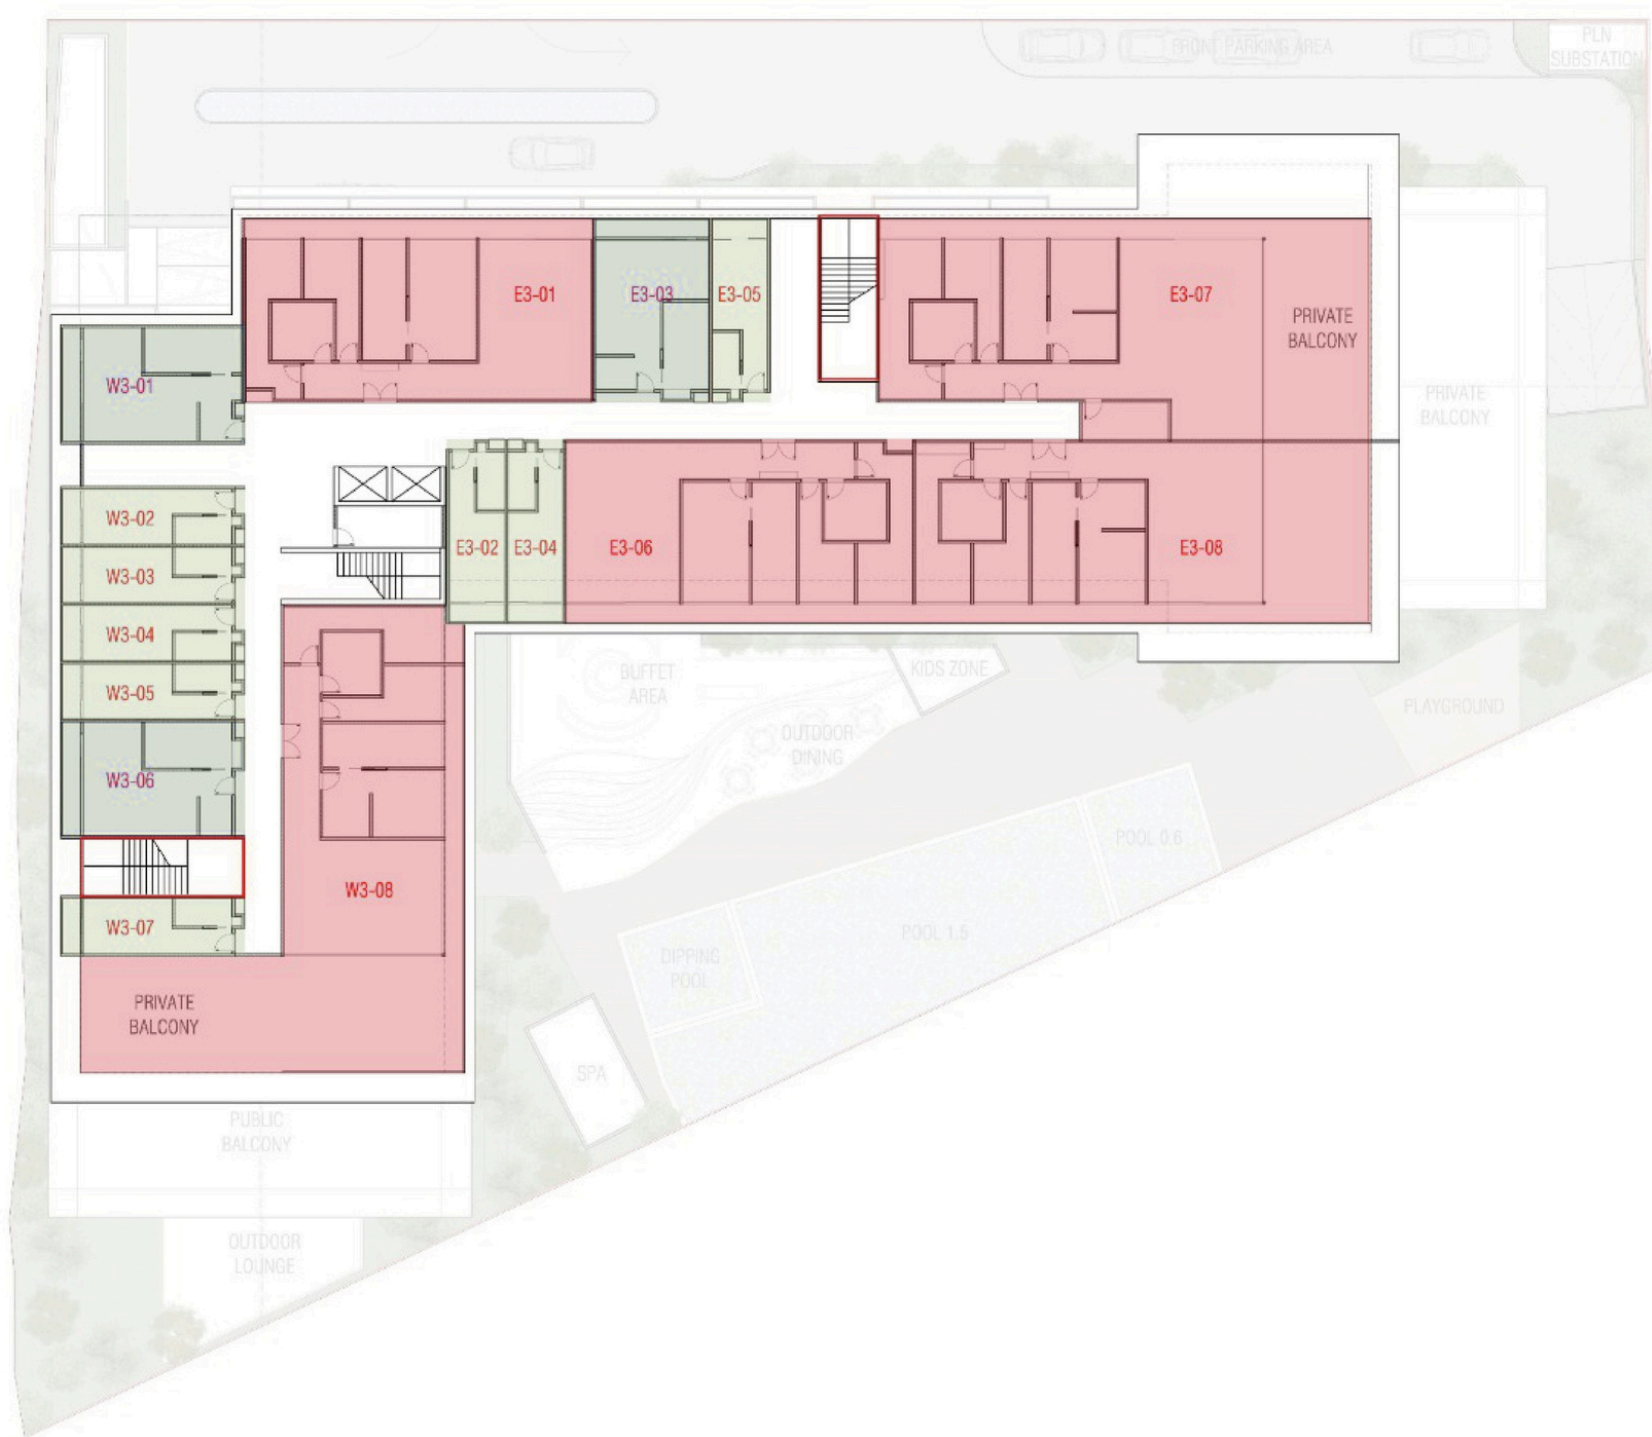 FRONT PARKING AREA
PLN
SUBSTATION
E3-01
E3-03
E3-05
E3-07
PRIVATE
BALCONY
W3-01
PRIVATE
BALCONY
W3-02
E3-02
E3-04
E3-06
E3-08
W3-03
W3-04
W3-05
BUFFET
AREA
KIDS ZONE
PLAYGROUND
OUTDOOR
DINING
W3-06
POOL 0.6
W3-08
W3-07
POOL 1.5
DIPPING
POOL
PRIVATE
BALCONY
SPA
PUBLIC
BALCONY
OUTDOOR
LOUNGE